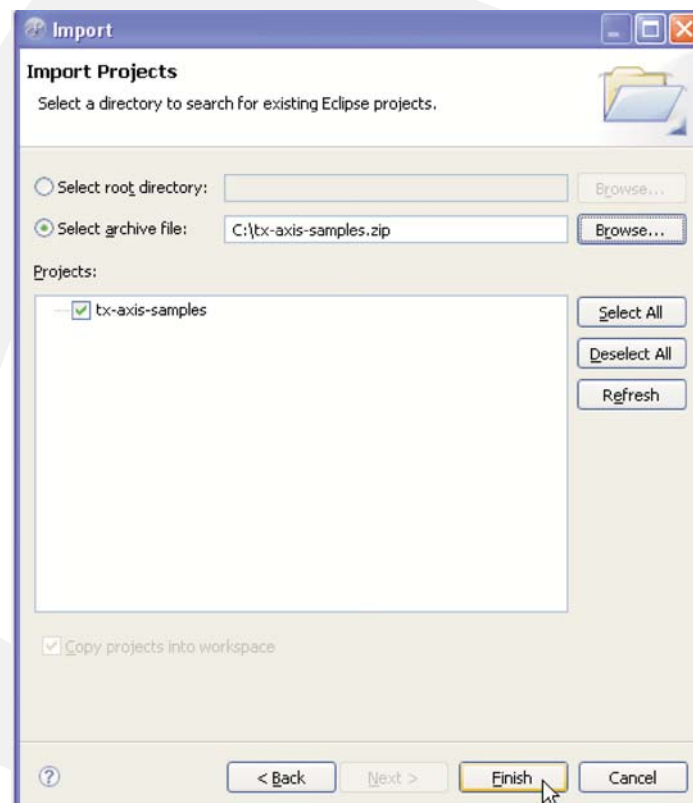 Import
Import Projects
Select a directory to search for existing Eclipse projects.
Select root directory:
Browse...
Select archive file:
C:\tx-axis-samples.zip
Browse...
Projects:
tx-axis-samples
Select All
Deselect All
Refresh
Copy projects into workspace
?
< Back
Next >
Finish
Cancel